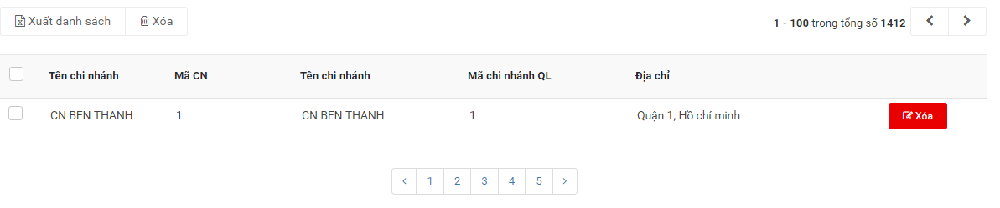 Xuất danh sách Xóa 1 - 100 trong tổng số 1412
Tên chi nhánh Mã CN Tên chi nhánh Mã chi nhánh QL Địa chỉ
CN BEN THANH 1 CN BEN THANH 1 Quận 1, Hồ chí minh Xóa
‹ 1 2 3 4 5 ›